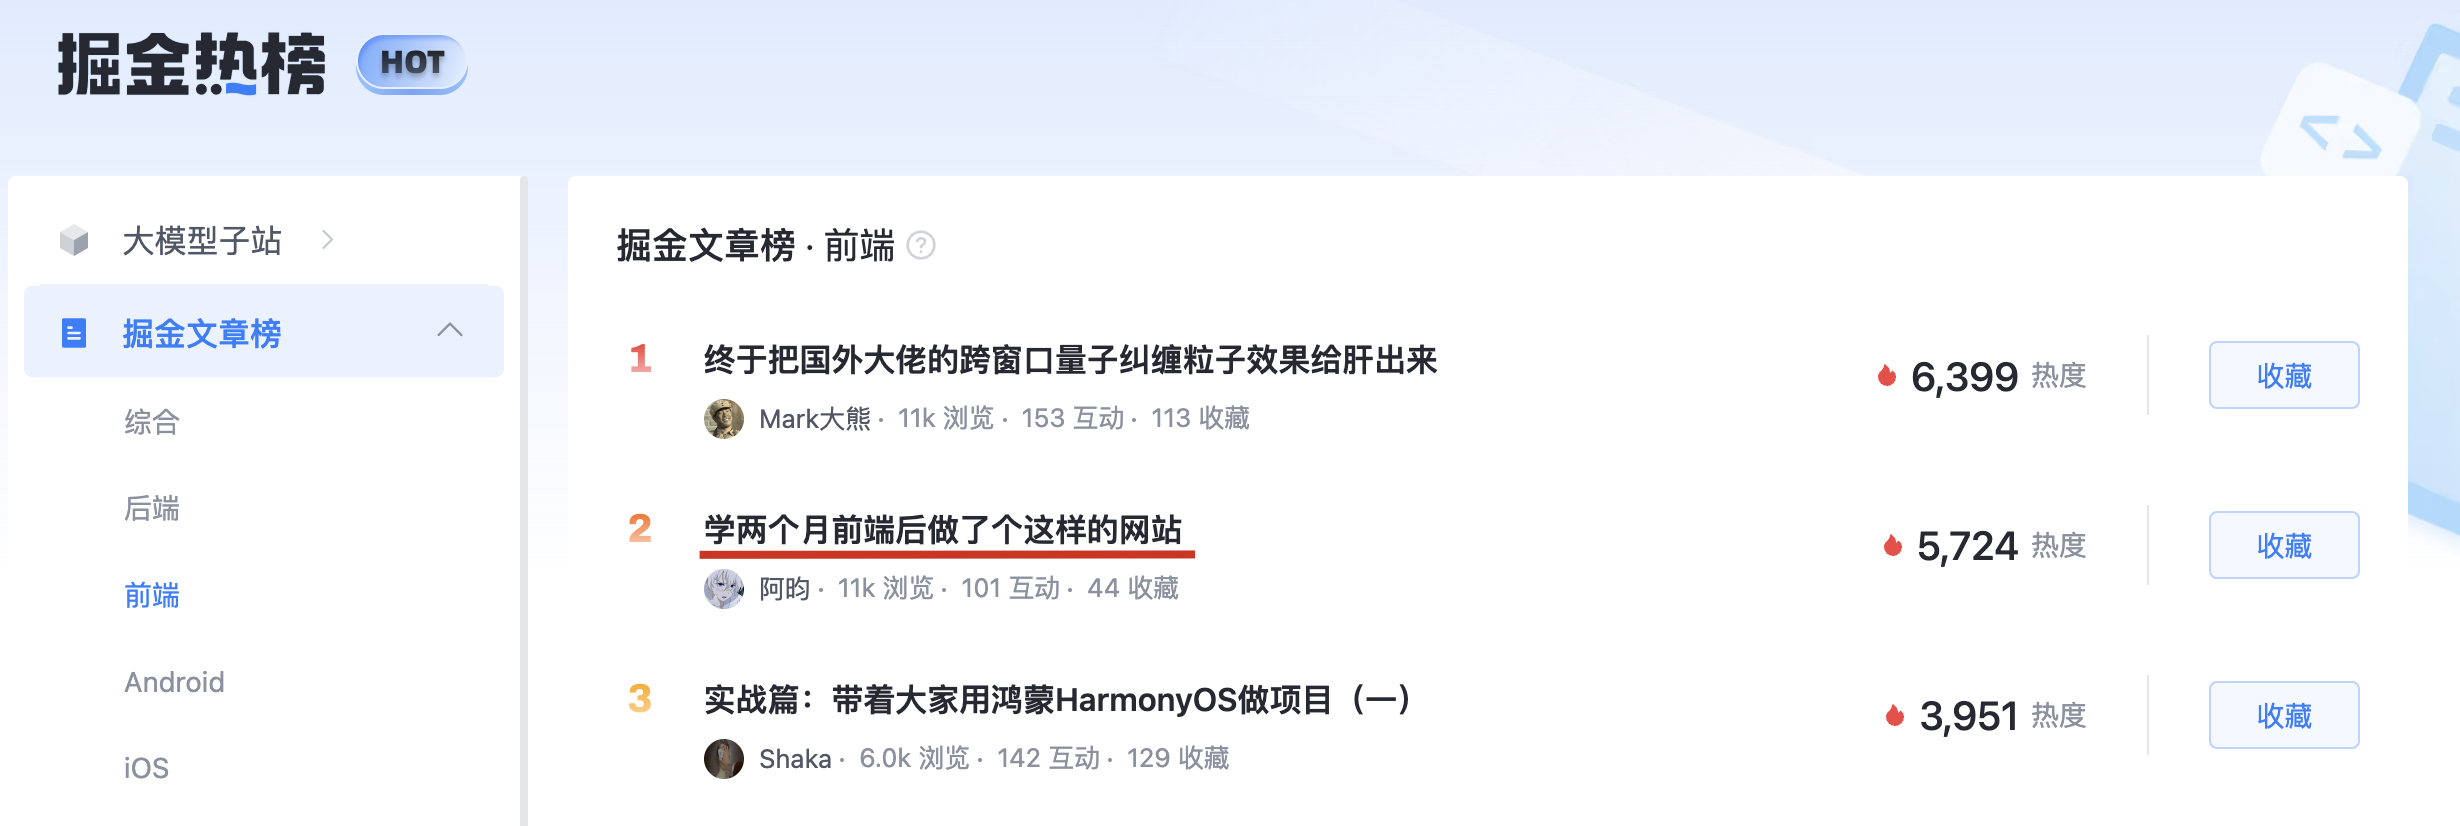 掘金热榜 HOT
大模型子站
掘金文章榜
综合
后端
前端
Android
iOS
掘金文章榜 · 前端 ?
1 终于把国外大佬的跨窗口量子纠缠粒子效果给肝出来
Mark大熊 · 11k 浏览 · 153 互动 · 113 收藏
6,399 热度
收藏
2 学两个月前端后做了个这样的网站
阿昀 · 11k 浏览 · 101 互动 · 44 收藏
5,724 热度
收藏
3 实战篇：带着大家用鸿蒙HarmonyOS做项目（一）
Shaka · 6.0k 浏览 · 142 互动 · 129 收藏
3,951 热度
收藏